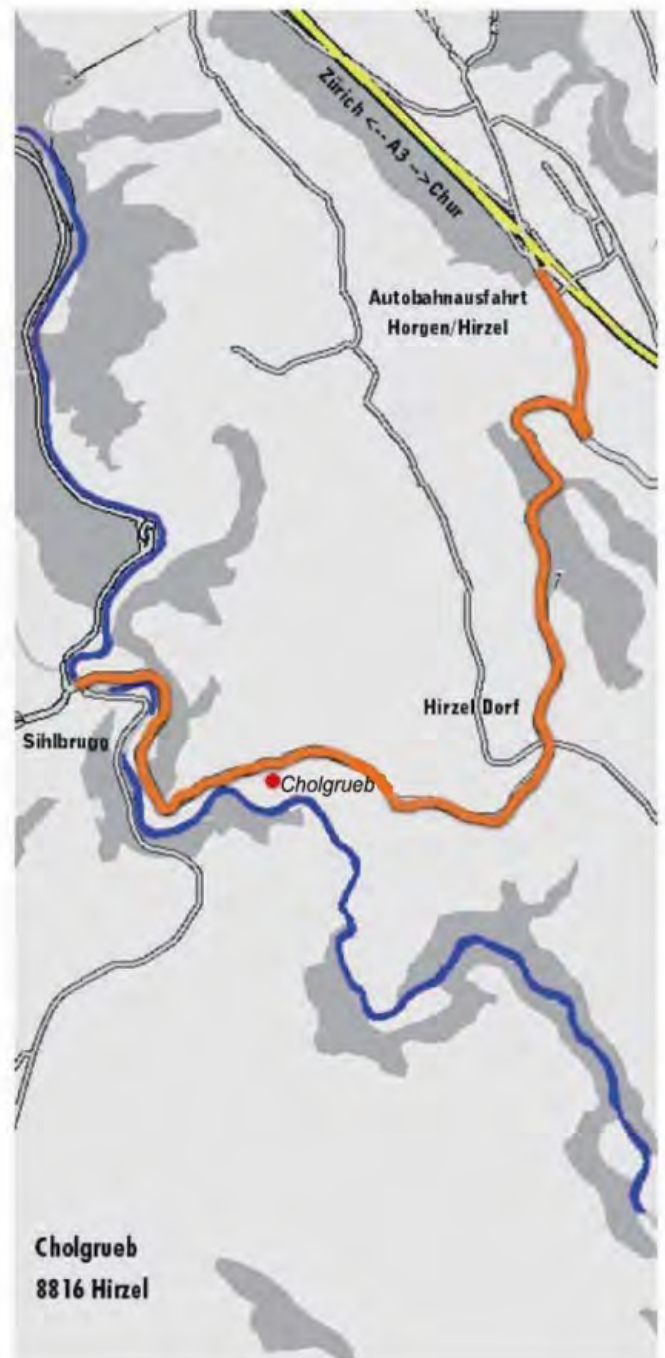 Zürich <-- A3 -->Chur
Autobahnausfahrt
Horgen/Hirzel
Hirzel Dorf
Sihlbrugg
Cholgrueb
Cholgrueb
8816 Hirzel